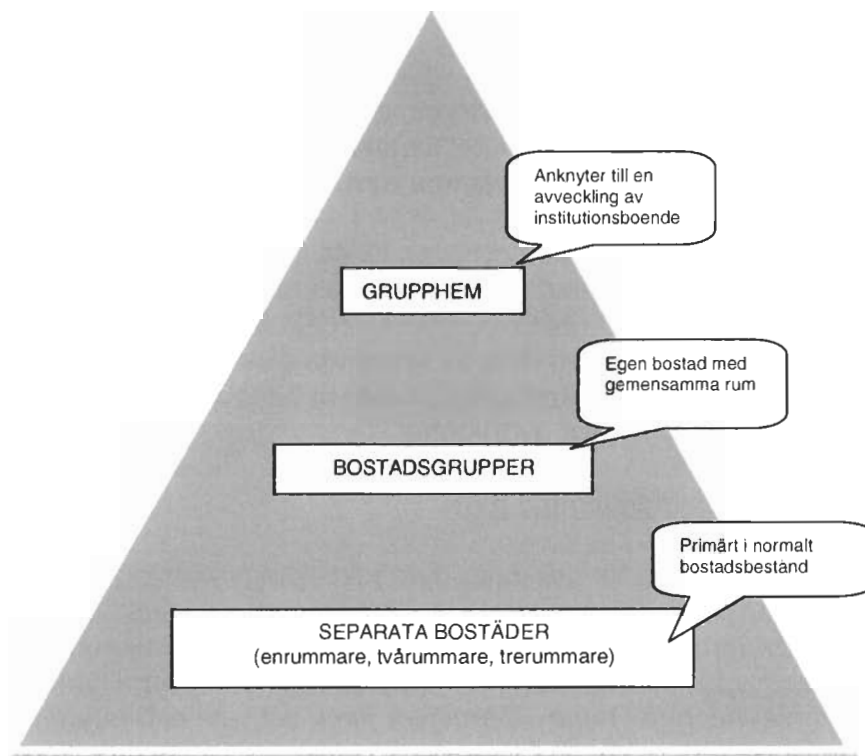 Anknyter till en
avveckling av
institutionsboende
GRUPPHEM
Egen bostad med
gemensamma rum
BOSTADSGRUPPER
Primärt i normalt
bostadsbestånd
SEPARATA BOSTÄDER
(enrummare, tvårummare, trerummare)